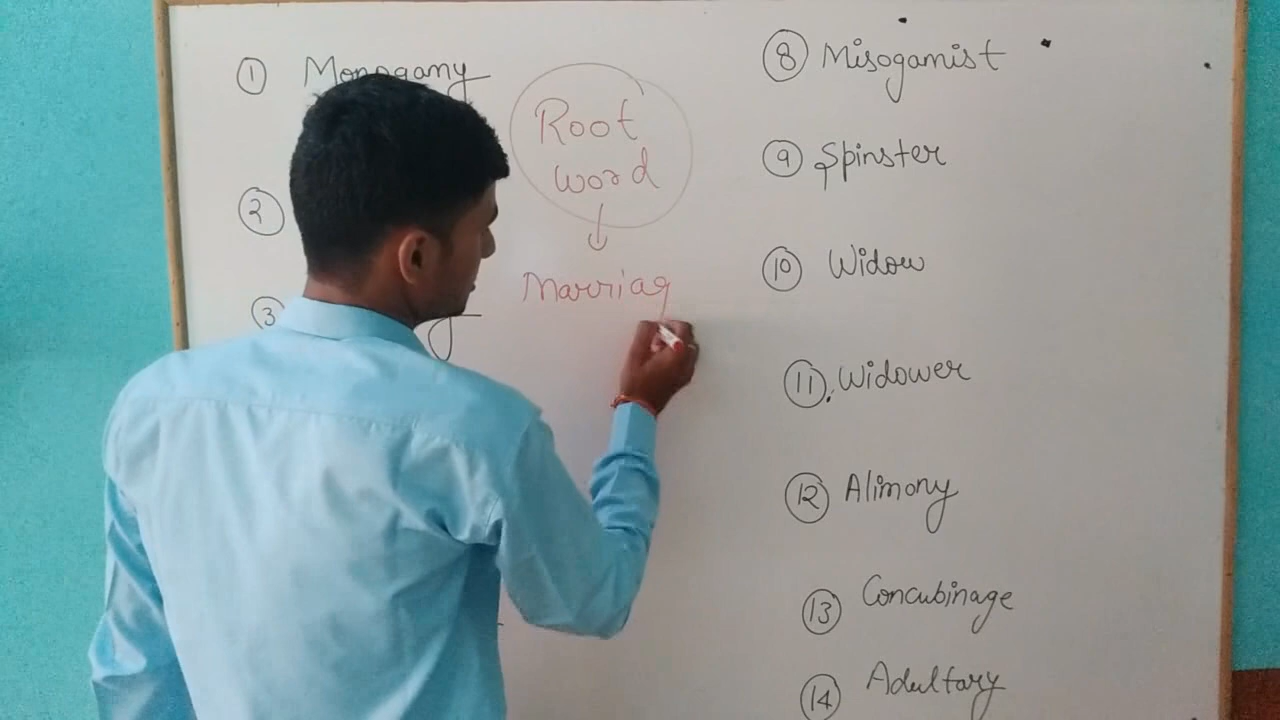 ① Monogamy
②
③
Root
word
↓
Marriag
⑧ Misogamist
⑨ Spinster
⑩ Widow
⑪. Widower
⑫ Alimony
⑬ Concubinage
⑭ Adultary